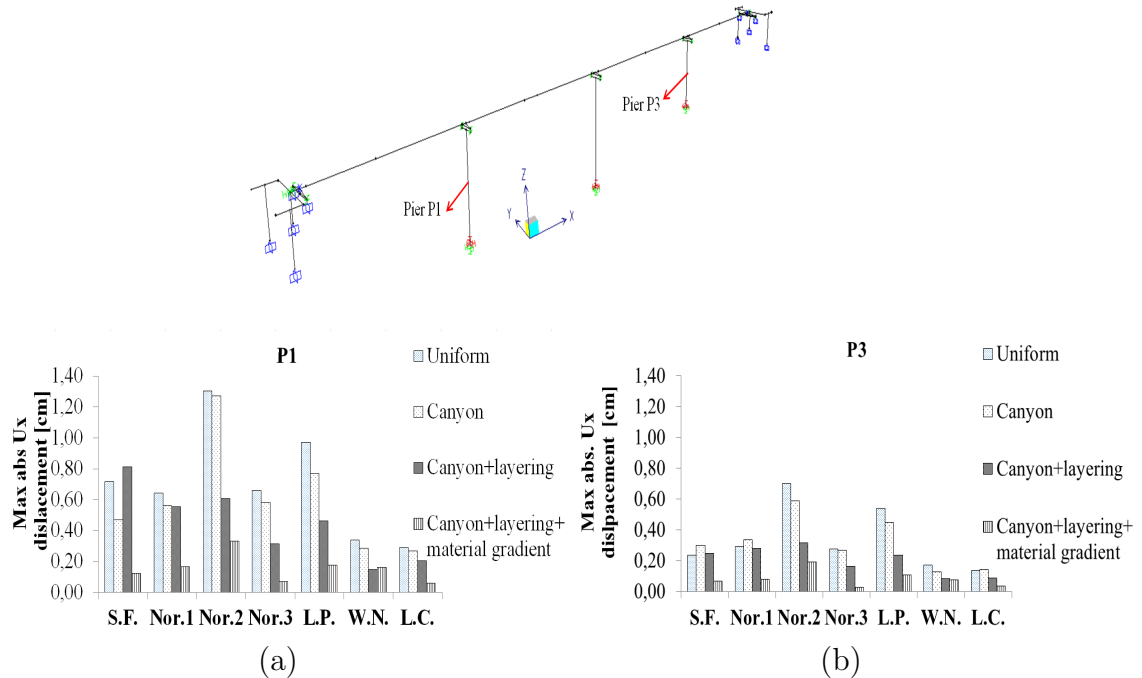 Pier P3
Pier P1
Z
Y
X
P1
Max abs Ux
dislacement [cm]
1,40
1,20
1,00
0,80
0,60
0,40
0,20
0,00
S.F. Nor.1 Nor.2 Nor.3 L.P. W.N. L.C.
Uniform
Canyon
Canyon+layering
Canyon+layering+
material gradient
(a)
P3
Max abs. Ux
dislpacement [cm]
1,40
1,20
1,00
0,80
0,60
0,40
0,20
0,00
S.F. Nor.1 Nor.2 Nor.3 L.P. W.N. L.C.
Uniform
Canyon
Canyon+layering
Canyon+layering+
material gradient
(b)